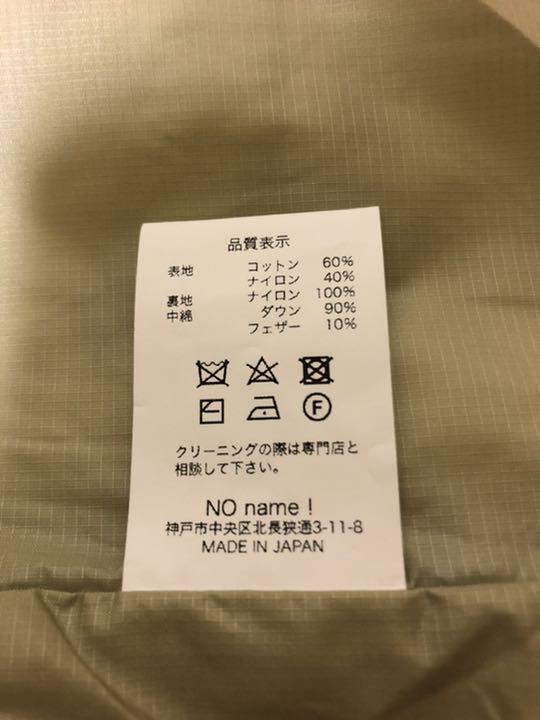 品質表示
表地 コットン 60%
ナイロン 40%
裏地 ナイロン 100%
中綿 ダウン 90%
フェザー 10%
F
クリーニングの際は専門店と
相談して下さい。
NO name !
神戸市中央区北長狭通3-11-8
MADE IN JAPAN